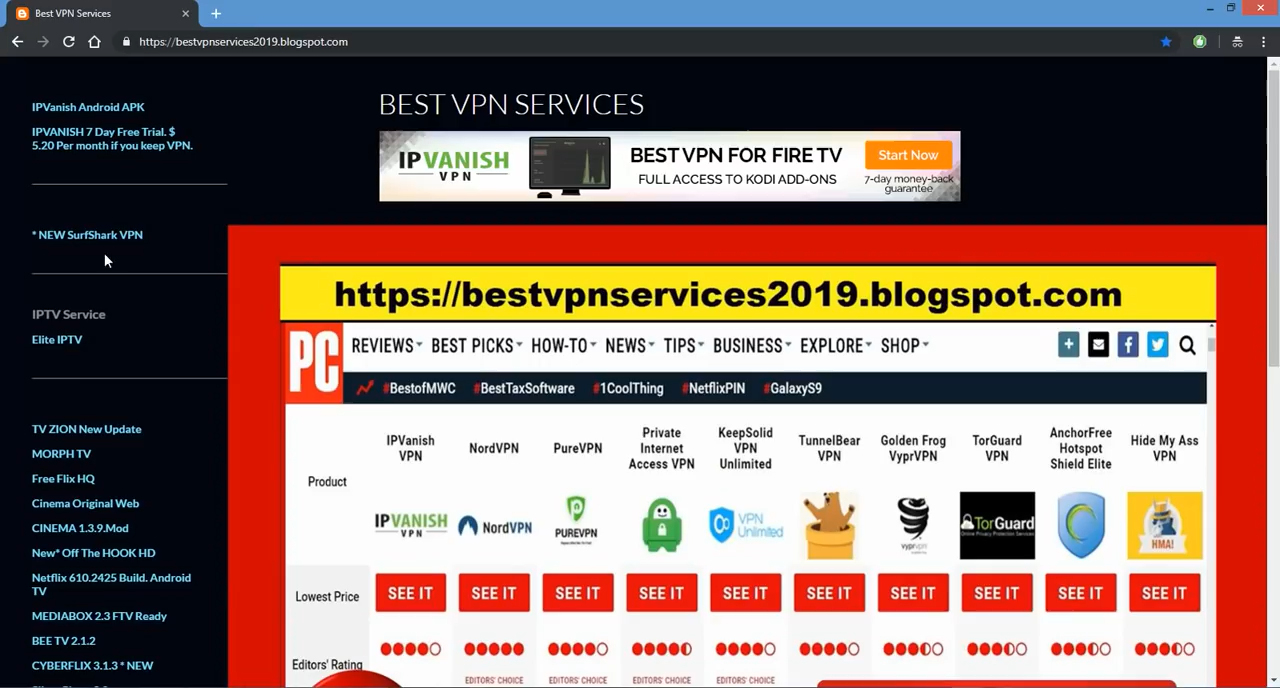 Best VPN Services
https://bestvpnservices2019.blogspot.com
IPVanish Android APK
IPVANISH 7 Day Free Trial. $
5.20 Per month if you keep VPN.
* NEW SurfShark VPN
IPTV Service
Elite IPTV
TV ZION New Update
MORPH TV
Free Flix HQ
Cinema Original Web
CINEMA 1.3.9.Mod
New* Off The HOOK HD
Netflix 610.2425 Build. Android
TV
MEDIABOX 2.3 FTV Ready
BEE TV 2.1.2
CYBERFLIX 3.1.3 * NEW
BEST VPN SERVICES
IPVANISH
VPN
BEST VPN FOR FIRE TV
FULL ACCESS TO KODI ADD-ONS
Start Now
7-day money-back
guarantee
https://bestvpnservices2019.blogspot.com
PC
REVIEWS BEST PICKS HOW-TO NEWS TIPS BUSINESS EXPLORE SHOP
#BestofMWC #BestTaxSoftware #1CoolThing #NetflixPIN #GalaxyS9
Product
IPVanish
VPN
NordVPN
PureVPN
Private
Internet
Access VPN
KeepSolid
VPN
Unlimited
TunnelBear
VPN
Golden Frog
VyprVPN
TorGuard
VPN
AnchorFree
Hotspot
Shield Elite
Hide My Ass
VPN
IPVANISH
VPN
NordVPN
PUREVPN
VPN
Unlimited
vyprvpn
TorGuard
HMA!
Lowest Price
SEE IT SEE IT SEE IT SEE IT SEE IT SEE IT SEE IT SEE IT SEE IT SEE IT
Editors' Rating
EDITORS' CHOICE EDITORS' CHOICE EDITORS' CHOICE EDITORS' CHOICE